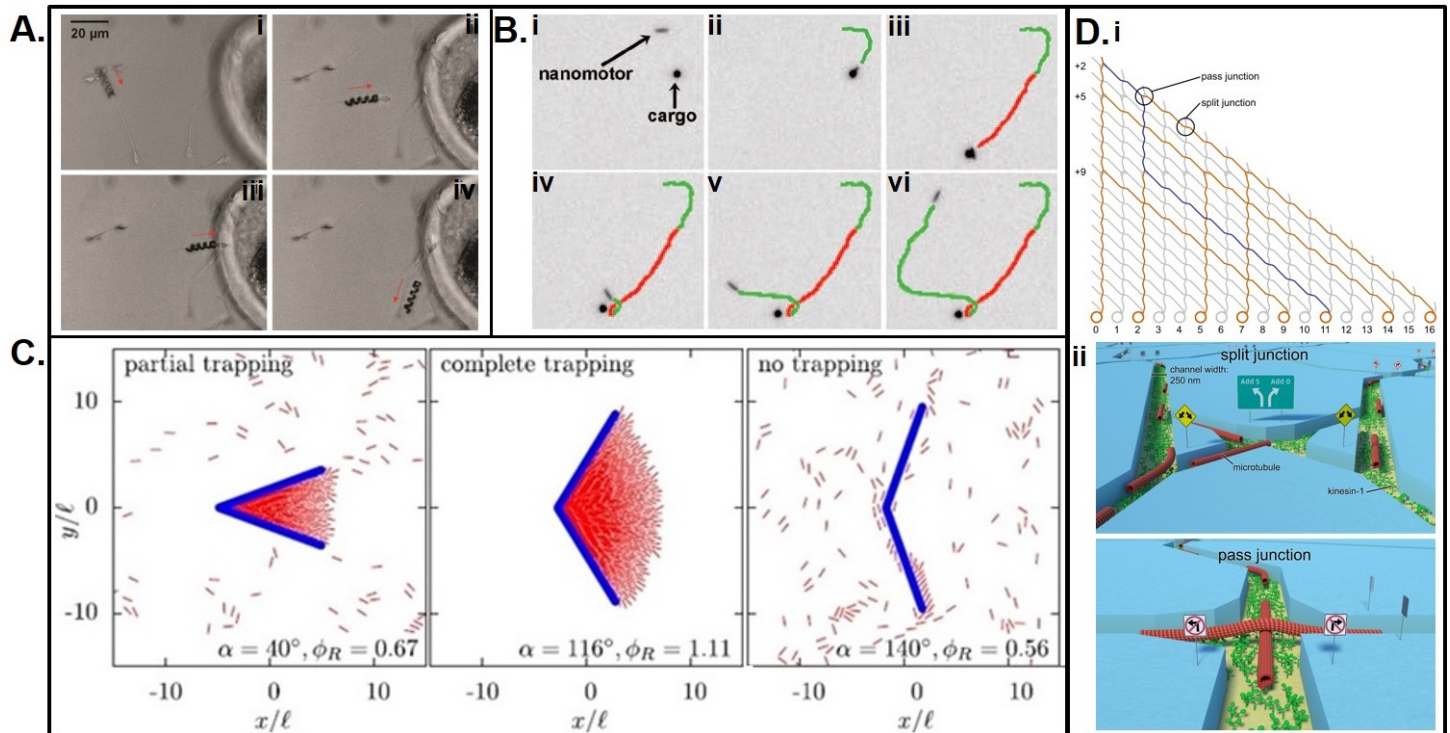 A.
20 μm
i
ii
iii
iv
B.
i
ii
iii
nanomotor
cargo
iv
v
vi
C.
partial trapping
complete trapping
no trapping
10
0
-10
y/ℓ
α = 40°, ϕR = 0.67
α = 116°, ϕR = 1.11
α = 140°, ϕR = 0.56
-10 0 10
-10 0 10
-10 0 10
x/ℓ
x/ℓ
x/ℓ
D.
i
+2
+5
+9
pass junction
split junction
0 1 2 3 4 5 6 7 8 9 10 11 12 13 14 15 16
ii
split junction
channel width:
250 nm
Add 5 Add 0
microtubule
kinesin-1
pass junction